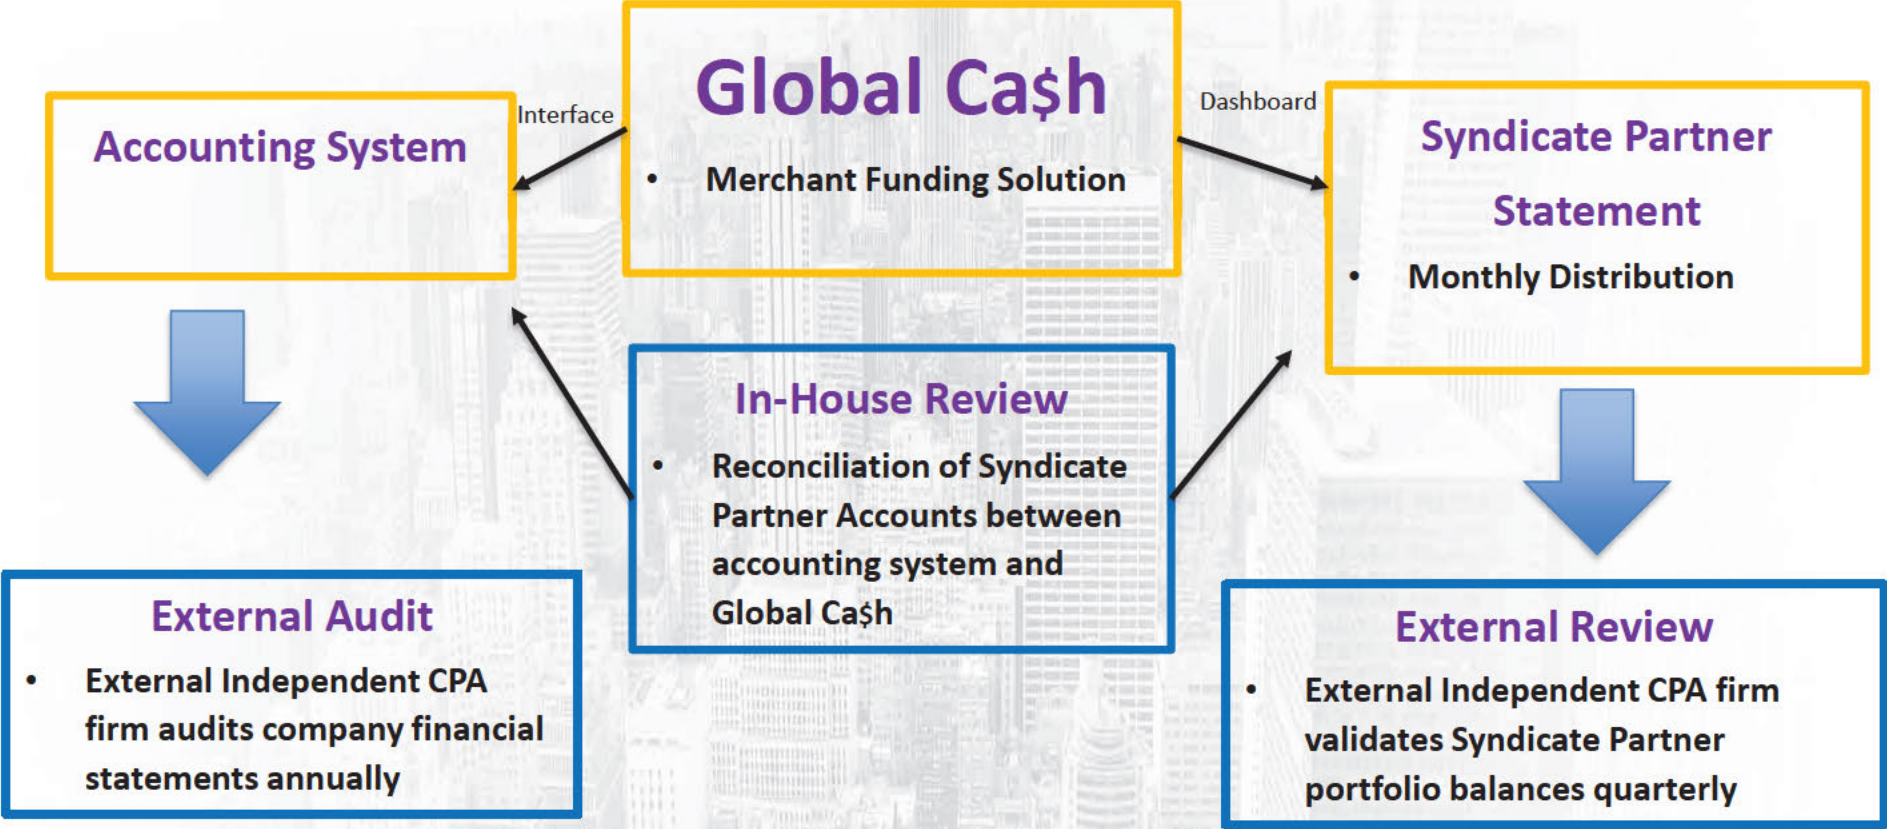 Global Ca$h
• Merchant Funding Solution
Interface
Dashboard
Accounting System
Syndicate Partner
Statement
• Monthly Distribution
In-House Review
• Reconciliation of Syndicate
Partner Accounts between
accounting system and
Global Ca$h
External Audit
• External Independent CPA
firm audits company financial
statements annually
External Review
• External Independent CPA firm
validates Syndicate Partner
portfolio balances quarterly